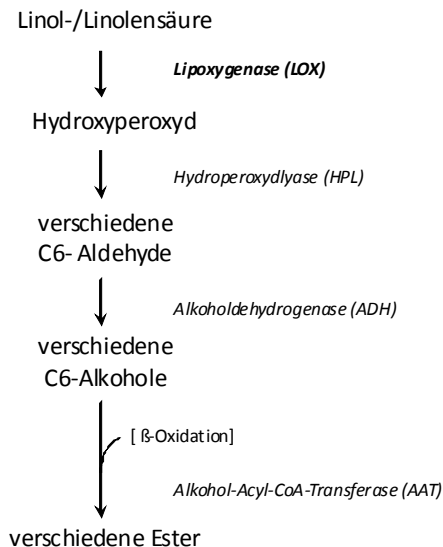 Linol-/Linolensäure
Lipoxygenase (LOX)
Hydroxyperoxyd
Hydroperoxydlyase (HPL)
verschiedene
C6- Aldehyde
Alkoholdehydrogenase (ADH)
verschiedene
C6-Alkohole
[ ß-Oxidation]
Alkohol-Acyl-CoA-Transferase (AAT)
verschiedene Ester